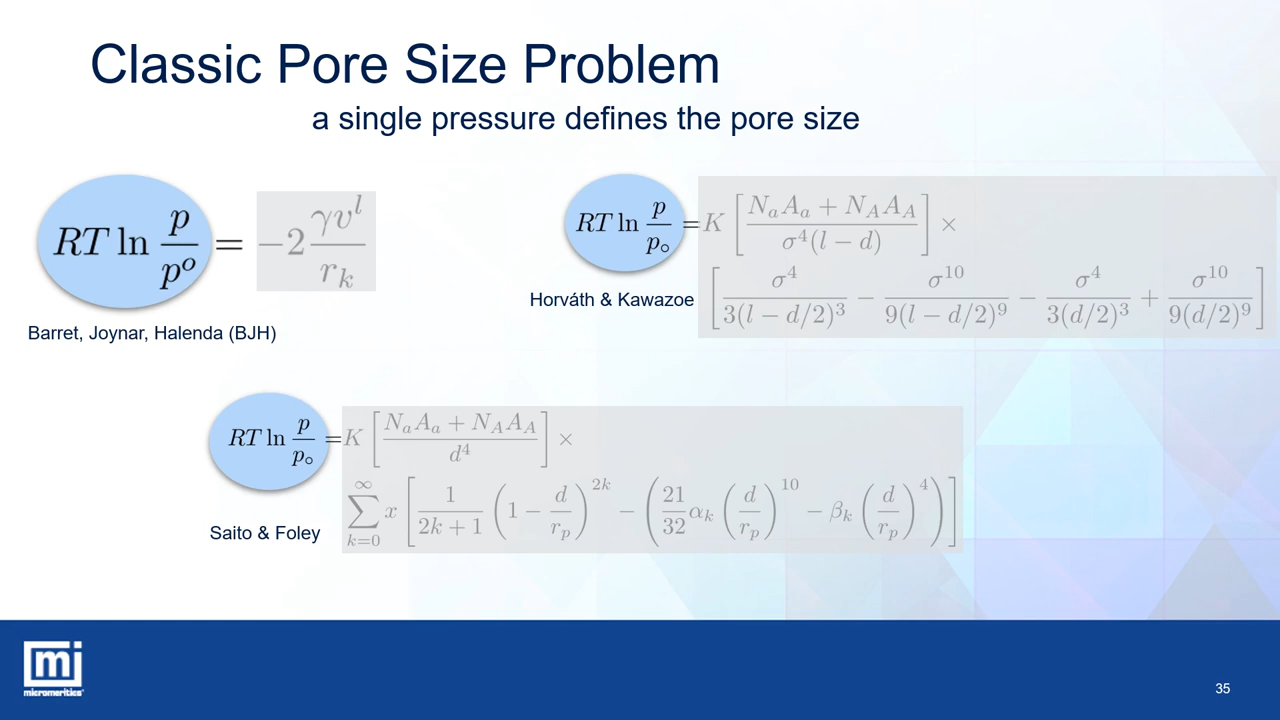 Classic Pore Size Problem
a single pressure defines the pore size
RT ln p/p^o = −2 γv^l/r_k
Barret, Joynar, Halenda (BJH)
RT ln p/p_∘ = K [ (N_a A_a + N_A A_A) / (σ^4(l − d)) ] ×
[ σ^4/(3(l − d/2)^3) − σ^10/(9(l − d/2)^9) − σ^4/(3(d/2)^3) + σ^10/(9(d/2)^9) ]
Horváth & Kawazoe
RT ln p/p_∘ = K [ (N_a A_a + N_A A_A) / d^4 ] ×
∑_{k=0}^{∞} x [ 1/(2k + 1) (1 − d/r_p)^{2k} − ( 21/32 α_k (d/r_p)^{10} − β_k (d/r_p)^4 ) ]
Saito & Foley
mi
micromeritics
35